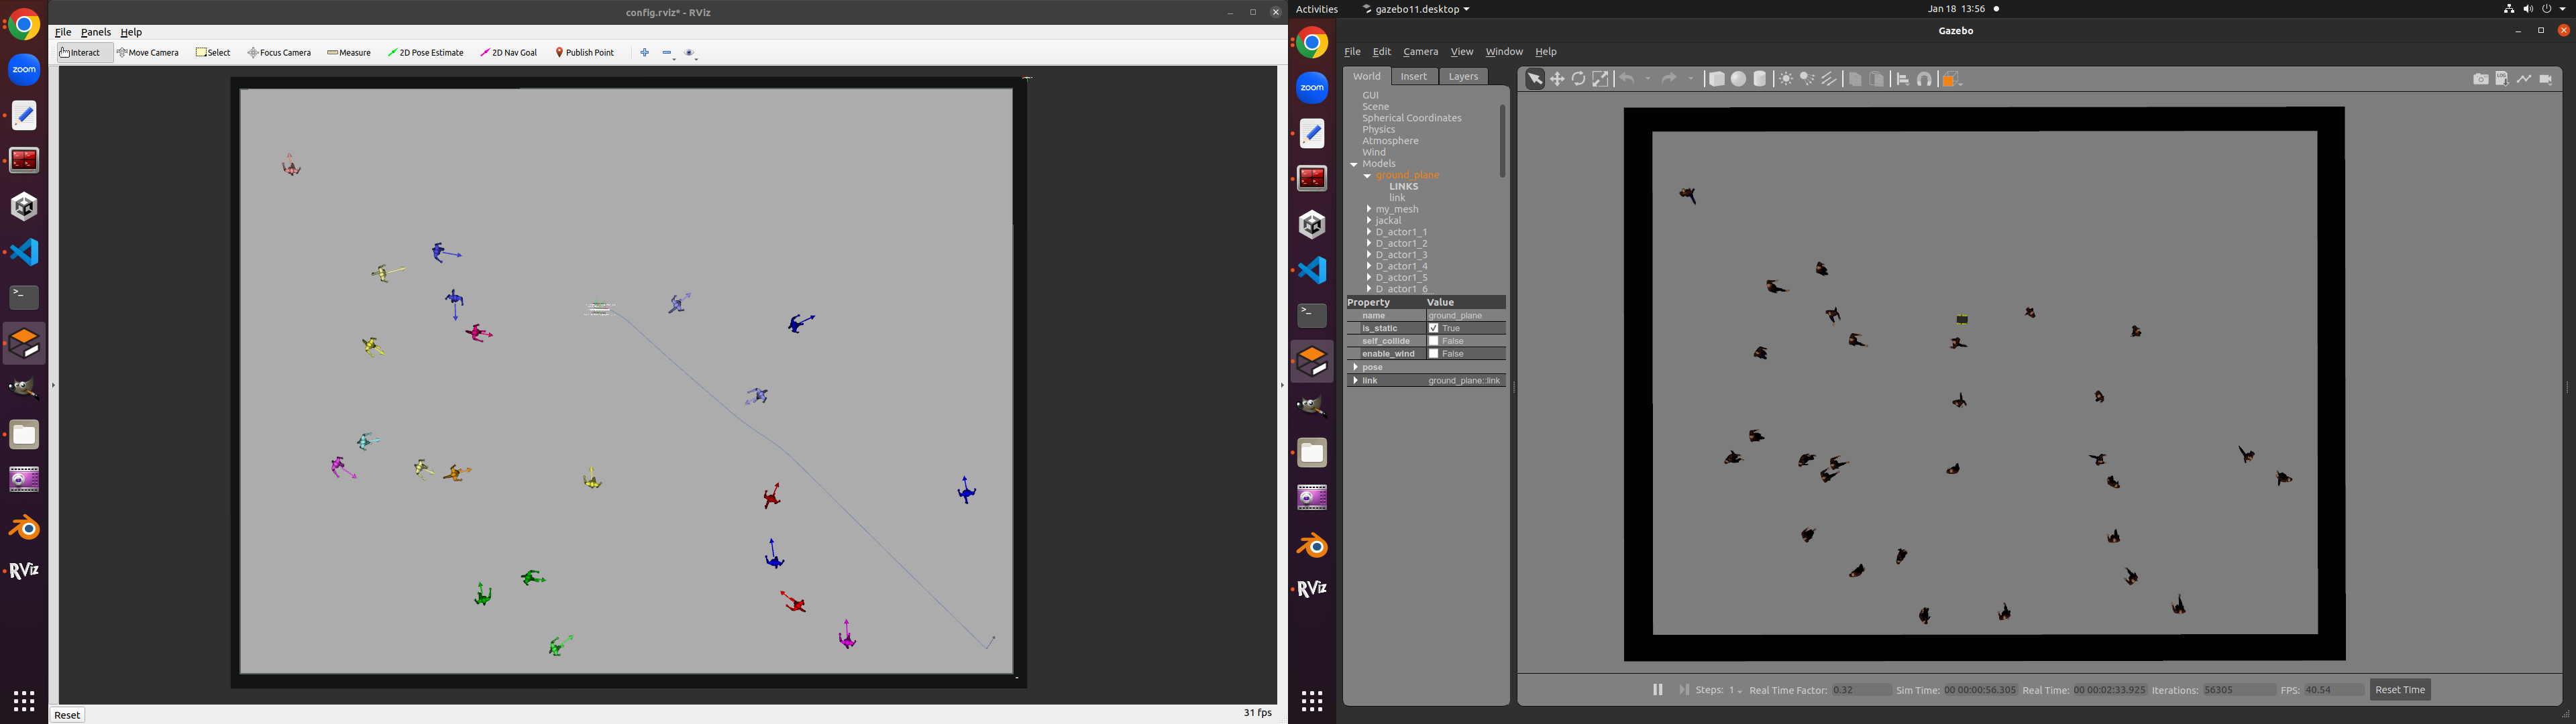 config.rviz* - RViz
File Panels Help
Interact Move Camera Select Focus Camera Measure 2D Pose Estimate 2D Nav Goal Publish Point
zoom
RViz
Reset
31 fps
Activities gazebo11.desktop Jan 18 13:56
Gazebo
File Edit Camera View Window Help
World Insert Layers
GUI
Scene
Spherical Coordinates
Physics
Atmosphere
Wind
Models
ground_plane
LINKS
link
my_mesh
jackal
D_actor1_1
D_actor1_2
D_actor1_3
D_actor1_4
D_actor1_5
D_actor1_6
Property Value
name ground_plane
is_static True
self_collide False
enable_wind False
pose
link ground_plane::link
zoom
RViz
Steps: 1 Real Time Factor: 0.32 Sim Time: 00 00:00:56.305 Real Time: 00 00:02:33.925 Iterations: 56305 FPS: 40.54 Reset Time